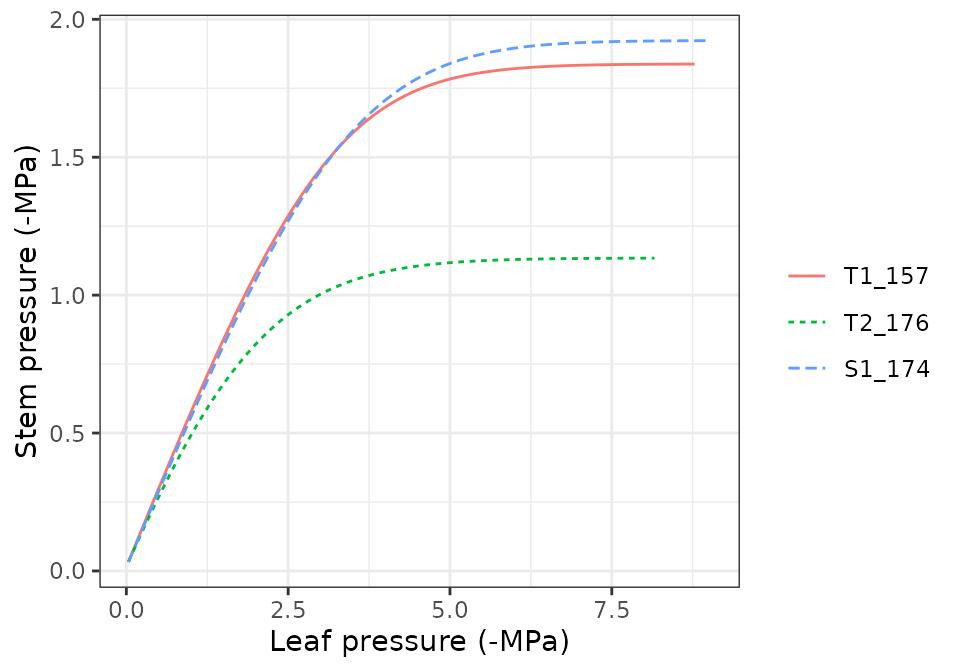 2.0
1.5
1.0
0.5
0.0
Stem pressure (-MPa)
0.0 2.5 5.0 7.5
Leaf pressure (-MPa)
T1_157
T2_176
S1_174